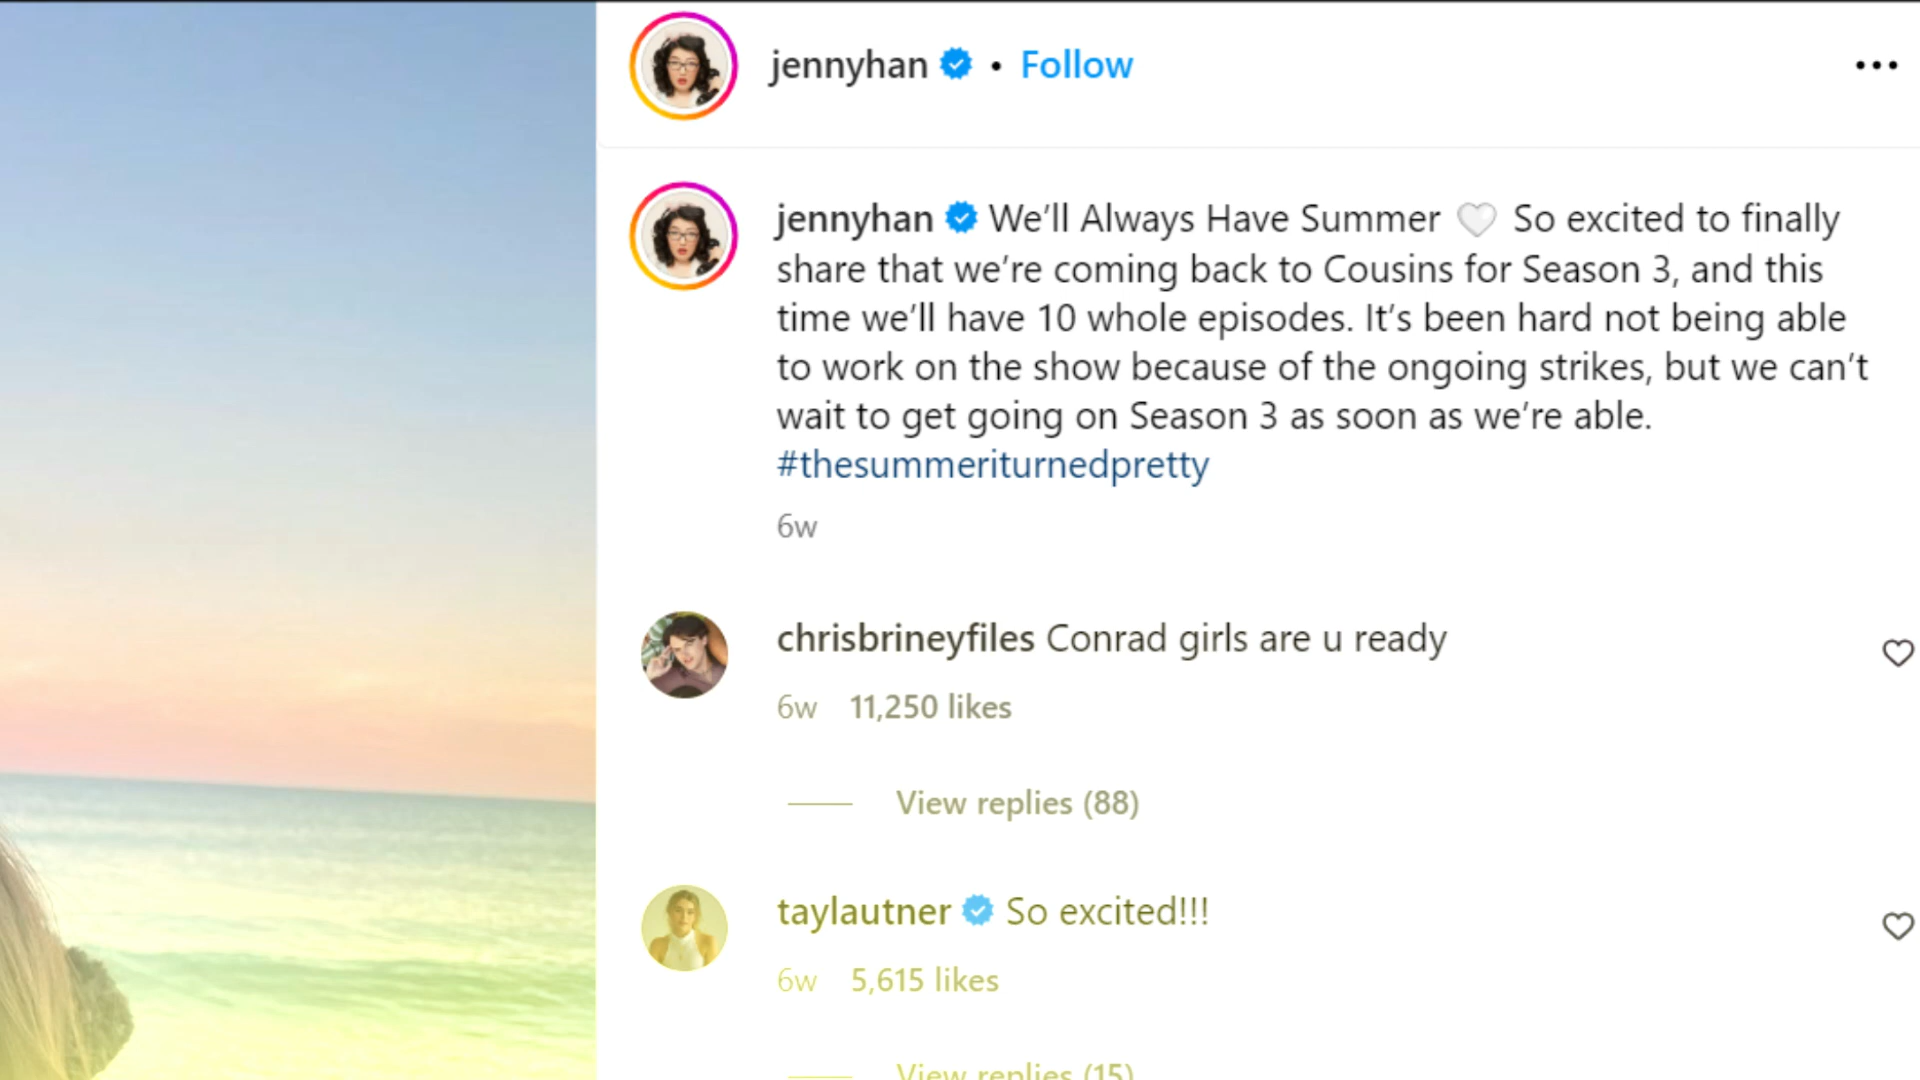 jennyhan • Follow
jennyhan We’ll Always Have Summer 🤍 So excited to finally
share that we’re coming back to Cousins for Season 3, and this
time we’ll have 10 whole episodes. It’s been hard not being able
to work on the show because of the ongoing strikes, but we can’t
wait to get going on Season 3 as soon as we’re able.
#thesummeriturnedpretty
6w
chrisbrineyfiles Conrad girls are u ready
6w 11,250 likes
View replies (88)
taylautner So excited!!!
6w 5,615 likes
View replies (15)